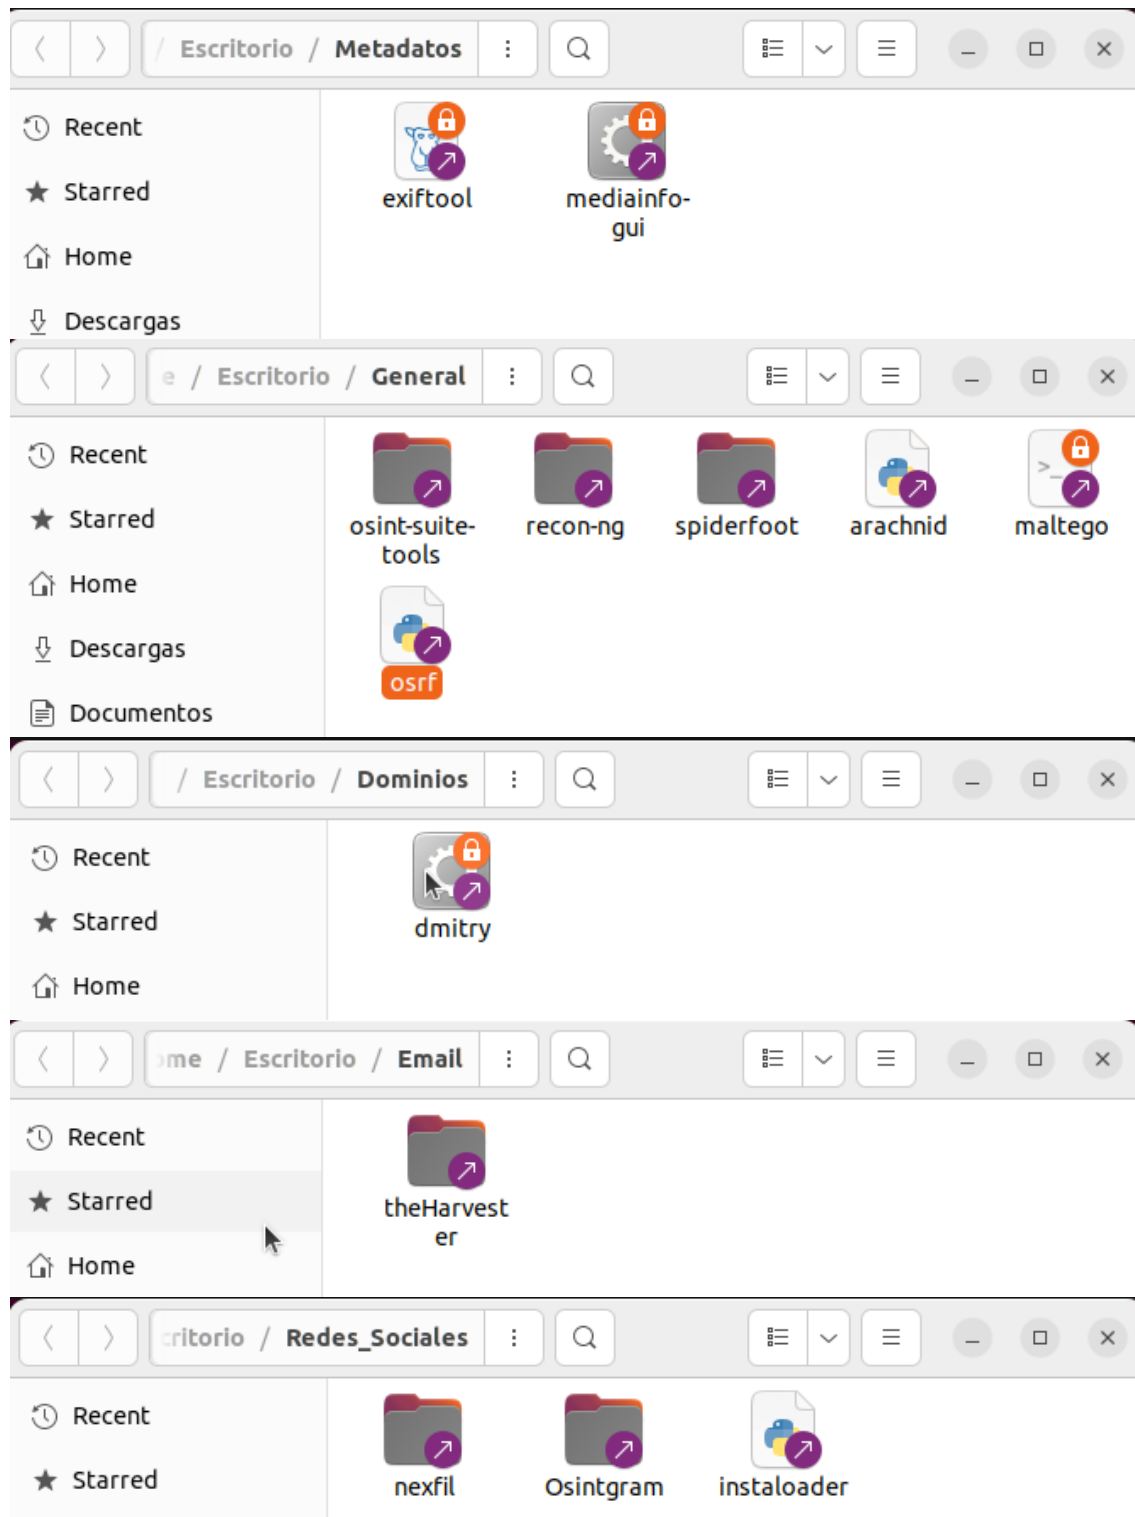 / Escritorio / Metadatos
Recent
exiftool
mediainfo-
gui
Starred
Home
Descargas
e / Escritorio / General
Recent
Starred
osint-suite-
tools
recon-ng
spiderfoot
arachnid
maltego
Home
Descargas
osrf
Documentos
/ Escritorio / Dominios
Recent
Starred
dmitry
Home
ome / Escritorio / Email
Recent
Starred
theHarvest
er
Home
critorio / Redes_Sociales
Recent
Starred
nexfil
Osintgram
instaloader